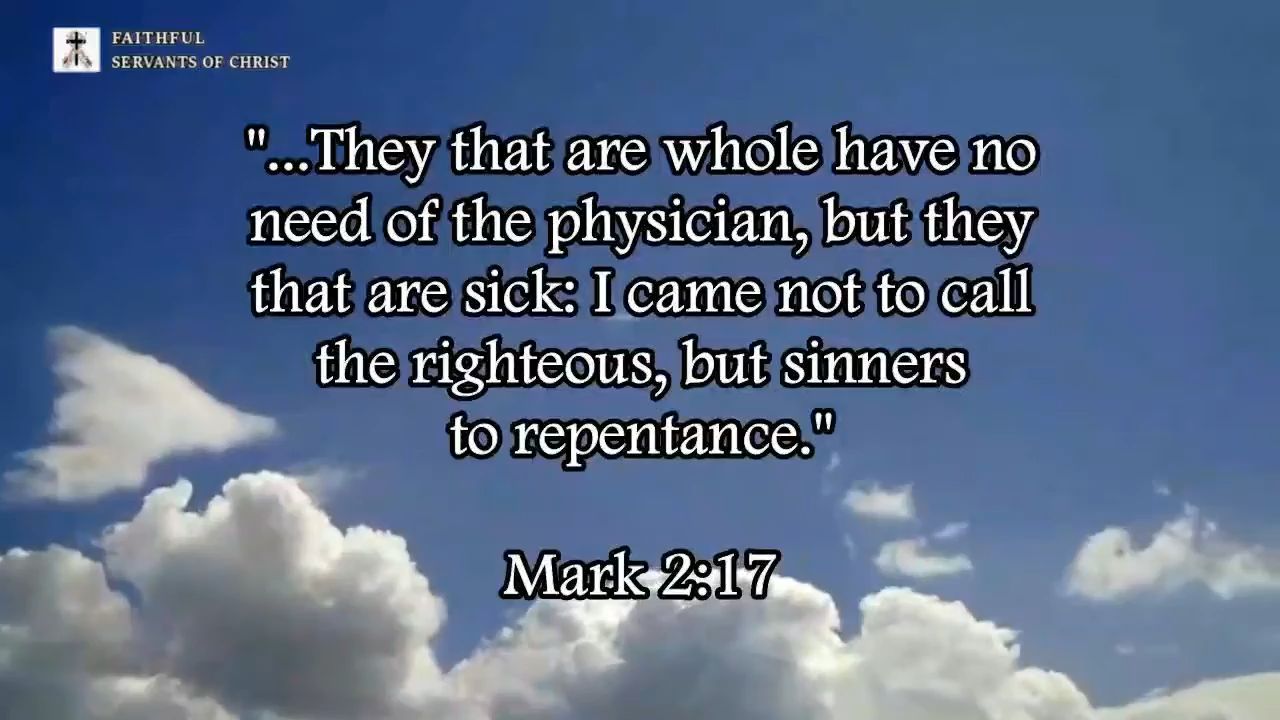 FAITHFUL
SERVANTS OF CHRIST
"...They that are whole have no
need of the physician, but they
that are sick: I came not to call
the righteous, but sinners
to repentance."
Mark 2:17